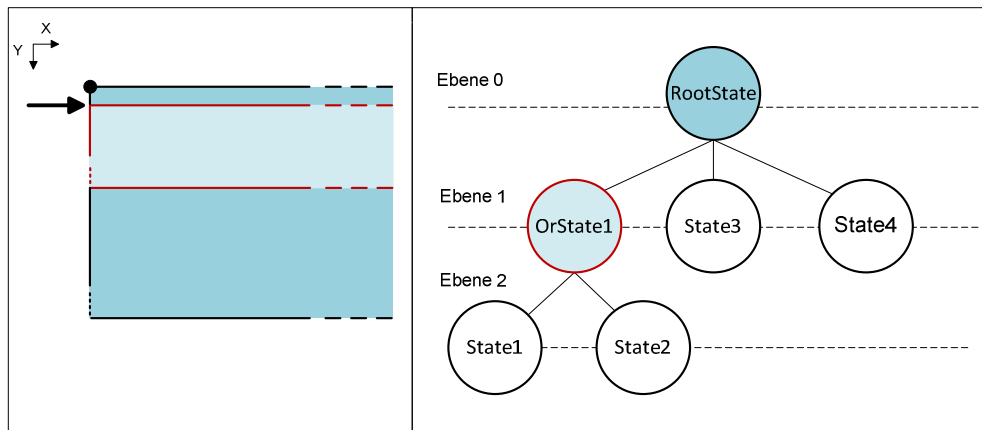 X
Y
Ebene 0
RootState
Ebene 1
OrState1
State3
State4
Ebene 2
State1
State2